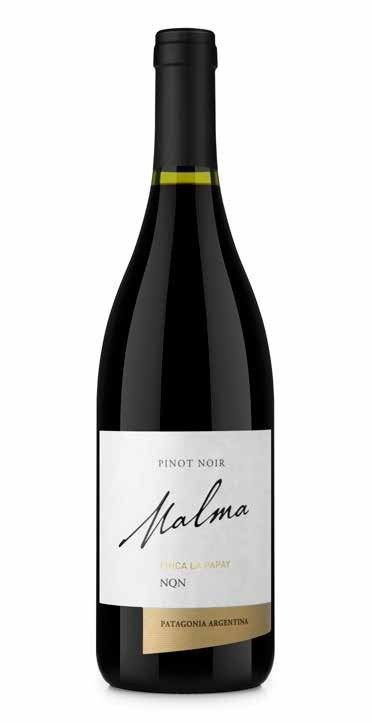 PINOT NOIR
Malma
FINCA LA PAPAY
NQN
PATAGONIA ARGENTINA